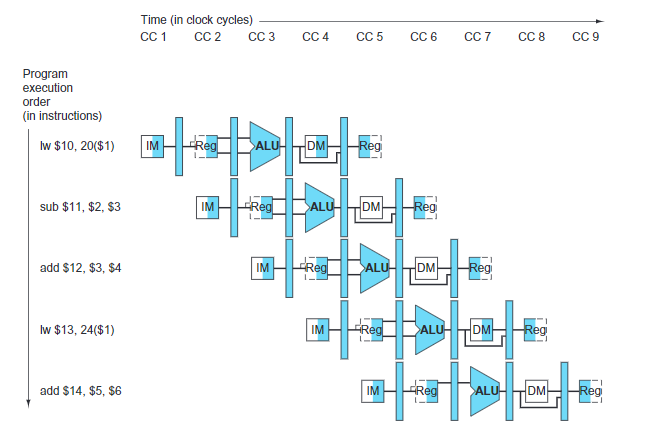 Time (in clock cycles)
CC 1 CC 2 CC 3 CC 4 CC 5 CC 6 CC 7 CC 8 CC 9
Program
execution
order
(in instructions)
lw $10, 20($1) IM Reg ALU DM Reg
sub $11, $2, $3 IM Reg ALU DM Reg
add $12, $3, $4 IM Reg ALU DM Reg
lw $13, 24($1) IM Reg ALU DM Reg
add $14, $5, $6 IM Reg ALU DM Reg